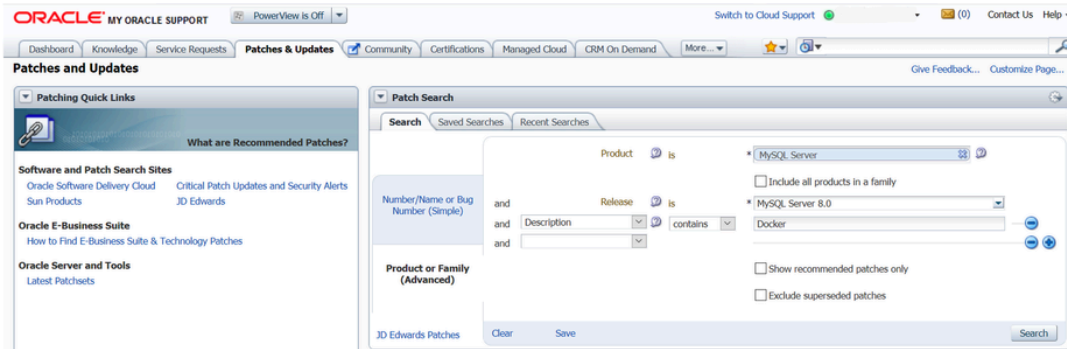 ORACLE MY ORACLE SUPPORT PowerView is Off Switch to Cloud Support (0) Contact Us Help
Dashboard Knowledge Service Requests Patches & Updates Community Certifications Managed Cloud CRM On Demand More...
Patches and Updates Give Feedback... Customize Page...
Patching Quick Links
What are Recommended Patches?
Software and Patch Search Sites
Oracle Software Delivery Cloud Critical Patch Updates and Security Alerts
Sun Products JD Edwards
Oracle E-Business Suite
How to Find E-Business Suite & Technology Patches
Oracle Server and Tools
Latest Patchsets
Patch Search
Search Saved Searches Recent Searches
Number/Name or Bug
Number (Simple)
Product or Family
(Advanced)
JD Edwards Patches
Product is * MySQL Server
Include all products in a family
and Release is * MySQL Server 8.0
and Description contains Docker
and
Show recommended patches only
Exclude superseded patches
Clear Save Search